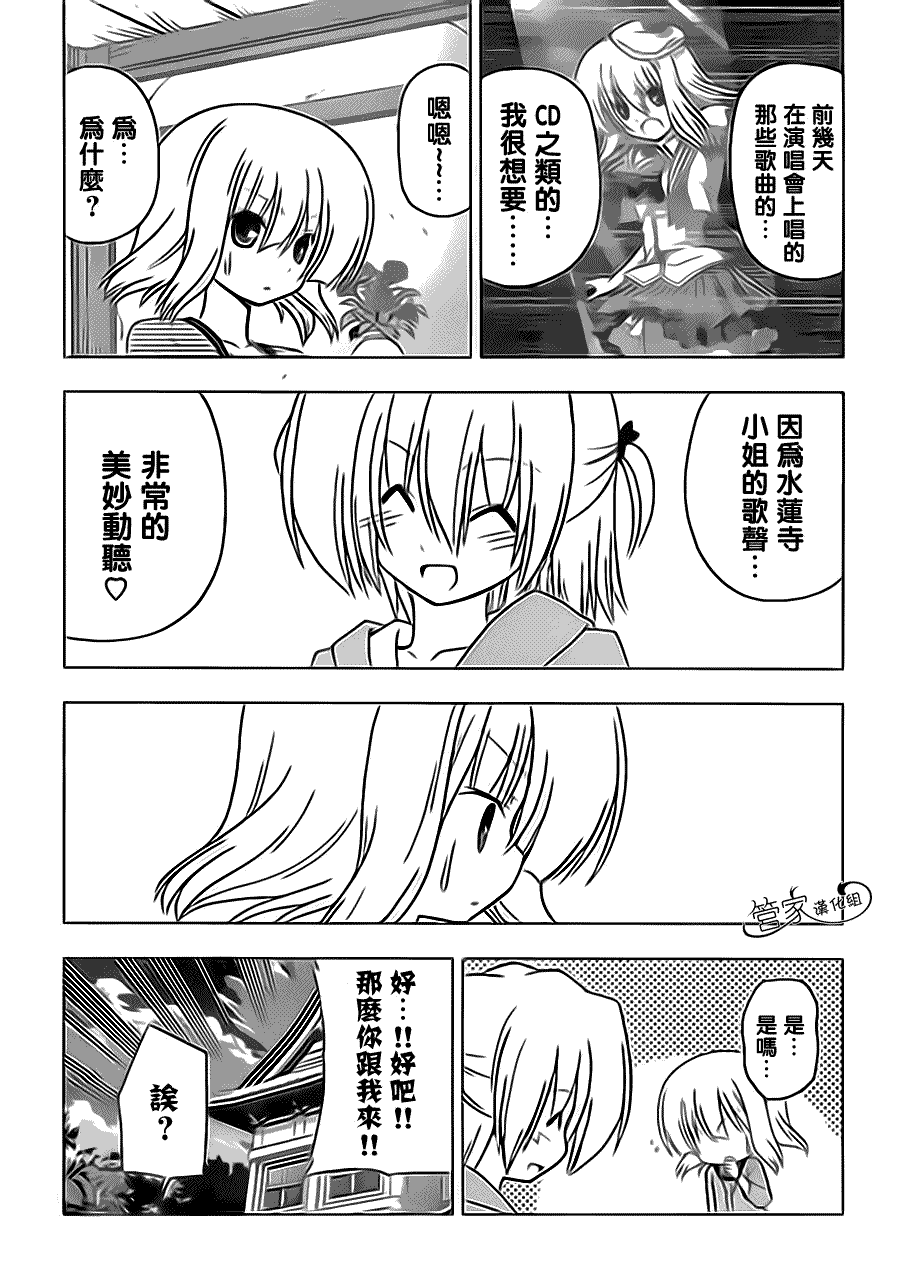 前幾天
在演唱會上唱的
那些歌曲的…
CD之類的…
我很想要……
嗯嗯~~…
為…
為什麼？
因為水蓮寺
小姐的歌聲…
非常的
美妙動聽
♡
管家漢化組
是…
是嗎…
好…!!好吧!!
那麼你跟我來!!
誒？